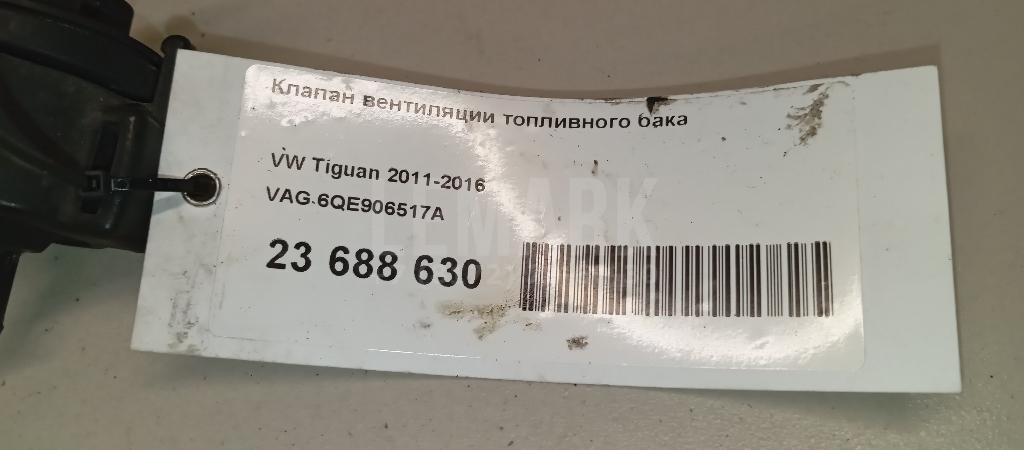 Клапан вентиляции топливного бака
VW Tiguan 2011-2016
VAG 6QE906517A
23 688 630